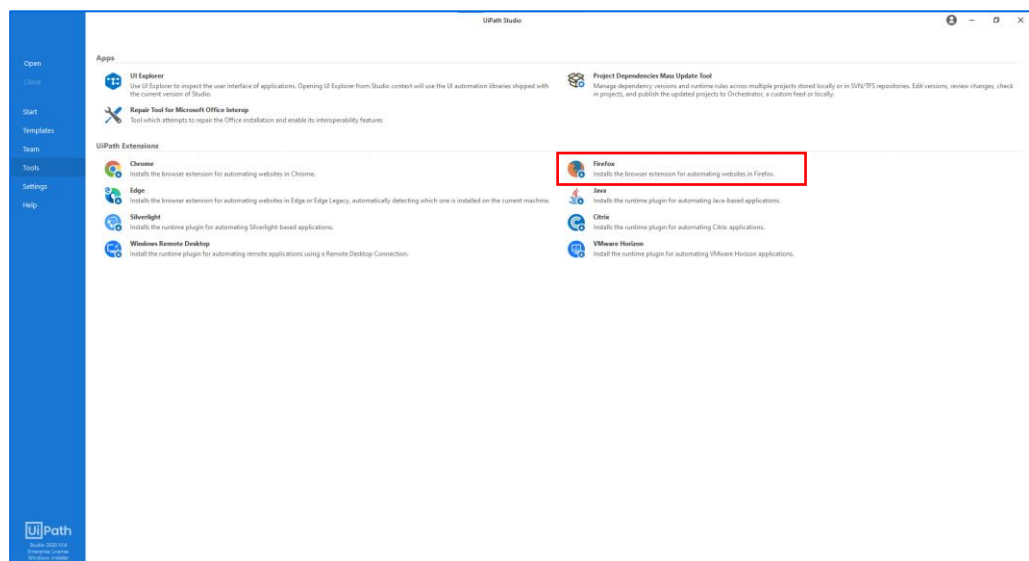 UiPath Studio
Open
Close
Start
Templates
Team
Tools
Settings
Help
Apps
UI Explorer
Use UI Explorer to inspect the user interface of applications. Opening UI Explorer from Studio context will use the UI automation libraries shipped with
the current version of Studio.
Project Dependencies Mass Update Tool
Manage dependency versions and runtime rules across multiple projects stored locally or in SVN/TFS repositories. Edit versions, review changes, check
in projects, and publish the updated projects to Orchestrator, a custom feed or locally.
Repair Tool for Microsoft Office Interop
Tool which attempts to repair the Office installation and enable its interoperability features
UiPath Extensions
Chrome
Installs the browser extension for automating websites in Chrome.
Firefox
Installs the browser extension for automating websites in Firefox.
Edge
Installs the browser extension for automating websites in Edge or Edge Legacy, automatically detecting which one is installed on the current machine.
Java
Installs the runtime plugin for automating Java-based applications.
Silverlight
Installs the runtime plugin for automating Silverlight-based applications.
Citrix
Installs the runtime plugin for automating Citrix applications.
Windows Remote Desktop
Install the runtime plugin for automating remote applications using a Remote Desktop Connection.
VMware Horizon
Install the runtime plugin for automating VMware Horizon applications.
UiPath
Studio 2020.10.6
Enterprise License
Windows Installer